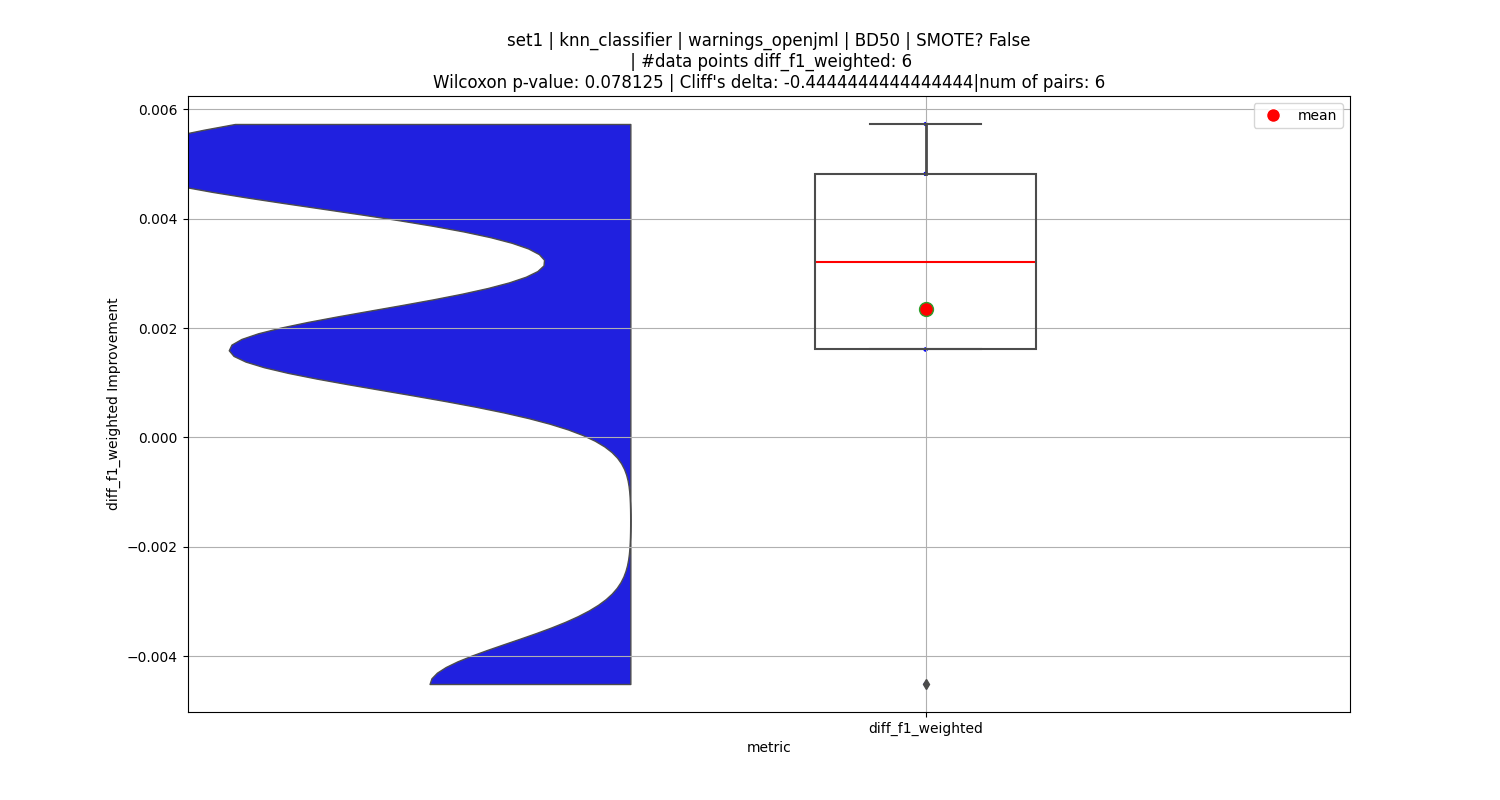 set1 | knn_classifier | warnings_openjml | BD50 | SMOTE? False
| #data points diff_f1_weighted: 6
Wilcoxon p-value: 0.078125 | Cliff's delta: -0.4444444444444444|num of pairs: 6
mean
0.006
0.004
0.002
0.000
−0.002
−0.004
diff_f1_weighted Improvement
diff_f1_weighted
metric